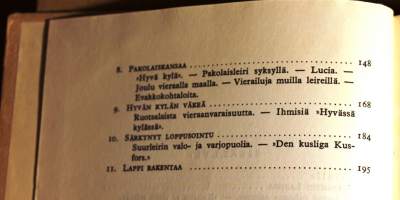 8. PAKOLAISKANSAA .......... 148
»Hyvä kylä». — Pakolaisleiri syksyllä. — Lucia. —
Joulu vieraalla maalla. — Vierailuja muilla leireillä. —
Evakkokohtaloita.
9. HYVÄN KYLÄN VÄKEÄ .......... 168
Ruotsalaista vieraanvaraisuutta. — Ihmisiä »Hyvässä
kylässä».
10. SÄRKYNYT LOPPUSOINTU .......... 184
Suurleirin valo- ja varjopuolia. — »Den kusliga Kus-
fors.»
11. LAPPI RAKENTAA .......... 195